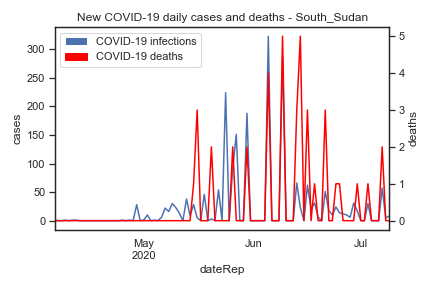 New COVID-19 daily cases and deaths - South_Sudan
COVID-19 infections
COVID-19 deaths
cases
300
250
200
150
100
50
0
deaths
5
4
3
2
1
0
May
2020
Jun
Jul
dateRep